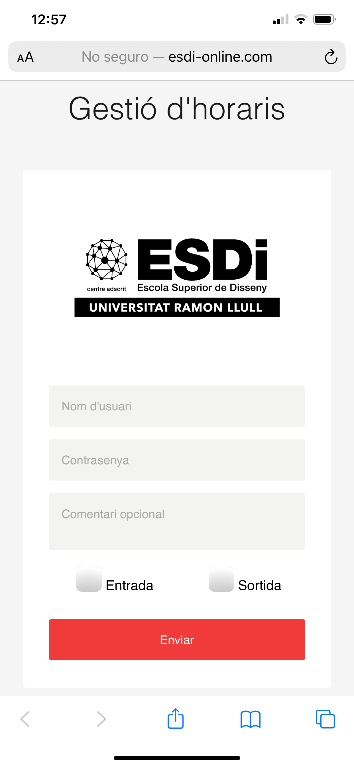 12:57
AA No seguro — esdi-online.com
Gestió d'horaris
ESDi
centre adscrit Escola Superior de Disseny
UNIVERSITAT RAMON LLULL
Nom d'usuari
Contrasenya
Comentari opcional
Entrada Sortida
Enviar